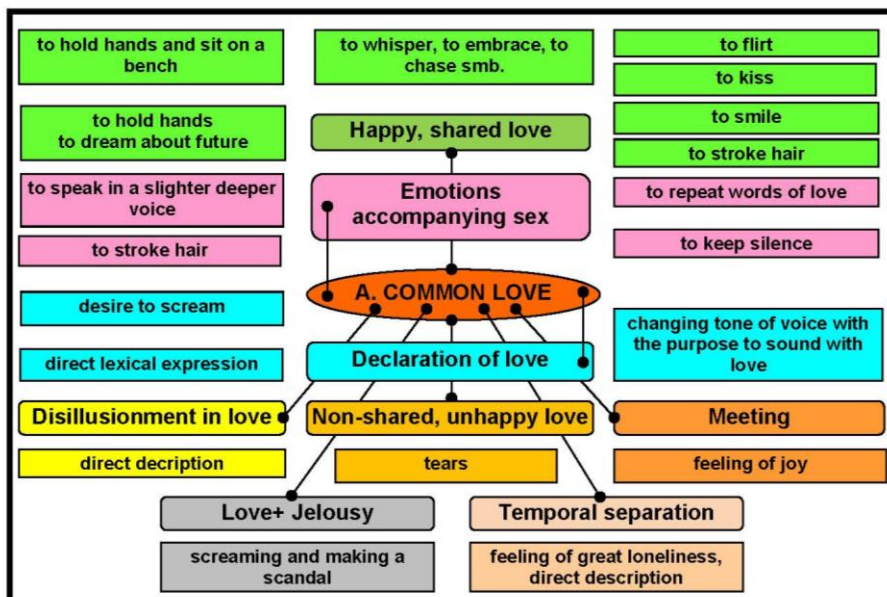 to hold hands and sit on a
bench
to whisper, to embrace, to
chase smb.
to flirt
to kiss
to hold hands
to dream about future
Happy, shared love
to smile
to stroke hair
to speak in a slighter deeper
voice
Emotions
accompanying sex
to repeat words of love
to stroke hair
to keep silence
A. COMMON LOVE
desire to scream
changing tone of voice with
the purpose to sound with
love
direct lexical expression
Declaration of love
Disillusionment in love
Non-shared, unhappy love
Meeting
direct decription
tears
feeling of joy
Love+ Jelousy
Temporal separation
screaming and making a
scandal
feeling of great loneliness,
direct description